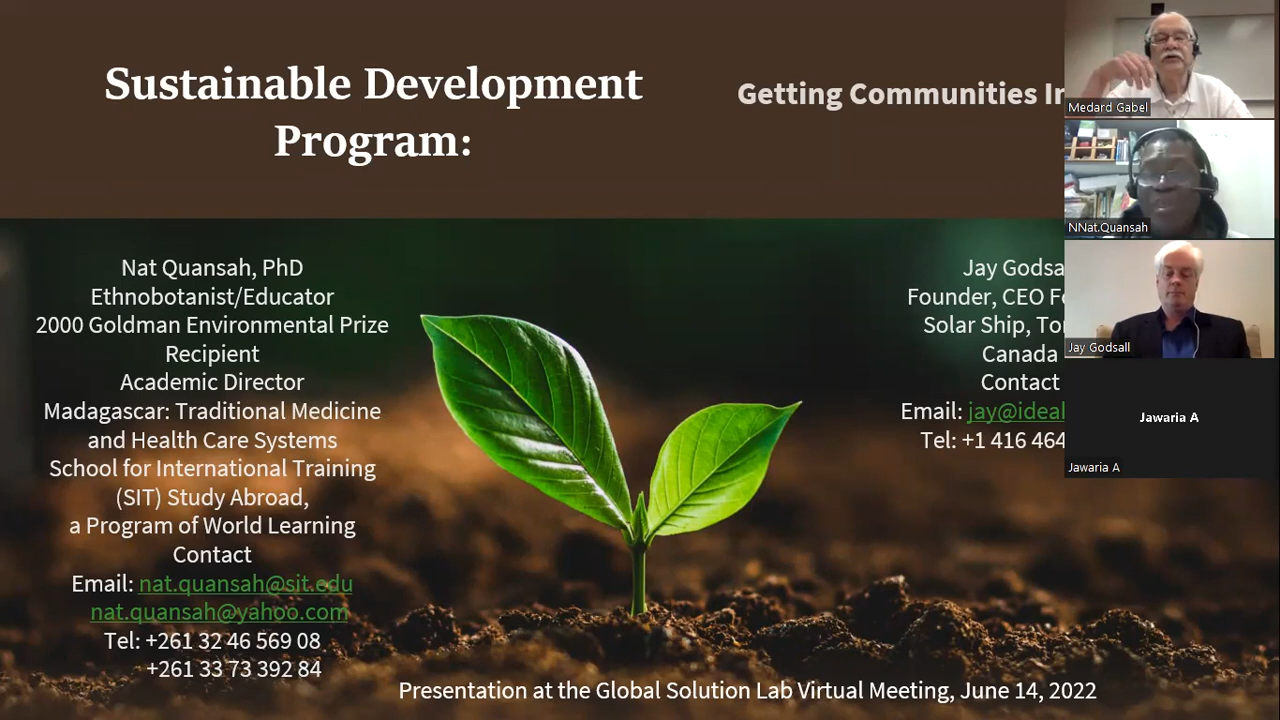 Sustainable Development
Program:
Getting Communities
Nat Quansah, PhD
Ethnobotanist/Educator
2000 Goldman Environmental Prize
Recipient
Academic Director
Madagascar: Traditional Medicine
and Health Care Systems
School for International Training
(SIT) Study Abroad,
a Program of World Learning
Contact
Email: nat.quansah@sit.edu
nat.quansah@yahoo.com
Tel: +261 32 46 569 08
+261 33 73 392 84
Jay
Founder, CEO
Solar Ship,
Canada
Contact
Email: jay@ideal
Tel: +1 416 464
Presentation at the Global Solution Lab Virtual Meeting, June 14, 2022
Medard Gabel
NNat.Quansah
Jay Godsall
Jawaria A
Jawaria A